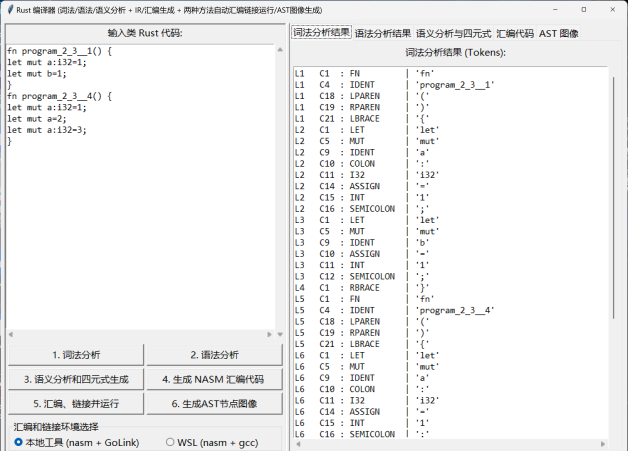 Rust 编译器 (词法/语法/语义分析 + IR/汇编生成 + 两种方法自动汇编链接运行/AST图像生成)
输入类 Rust 代码:
fn program_2_3__1() {
let mut a:i32=1;
let mut b=1;
}
fn program_2_3__4() {
let mut a:i32=1;
let mut a=2;
let mut a:i32=3;
}
1. 词法分析
2. 语法分析
3. 语义分析和四元式生成
4. 生成 NASM 汇编代码
5. 汇编、链接并运行
6. 生成AST节点图像
汇编和链接环境选择
本地工具 (nasm + GoLink)
WSL (nasm + gcc)
词法分析结果 语法分析结果 语义分析与四元式 汇编代码 AST 图像
词法分析结果 (Tokens):
L1 C1 : FN | 'fn'
L1 C4 : IDENT | 'program_2_3__1'
L1 C18 : LPAREN | '('
L1 C19 : RPAREN | ')'
L1 C21 : LBRACE | '{'
L2 C1 : LET | 'let'
L2 C5 : MUT | 'mut'
L2 C9 : IDENT | 'a'
L2 C10 : COLON | ':'
L2 C11 : I32 | 'i32'
L2 C14 : ASSIGN | '='
L2 C15 : INT | '1'
L2 C16 : SEMICOLON | ';'
L3 C1 : LET | 'let'
L3 C5 : MUT | 'mut'
L3 C9 : IDENT | 'b'
L3 C10 : ASSIGN | '='
L3 C11 : INT | '1'
L3 C12 : SEMICOLON | ';'
L4 C1 : RBRACE | '}'
L5 C1 : FN | 'fn'
L5 C4 : IDENT | 'program_2_3__4'
L5 C18 : LPAREN | '('
L5 C19 : RPAREN | ')'
L5 C21 : LBRACE | '{'
L6 C1 : LET | 'let'
L6 C5 : MUT | 'mut'
L6 C9 : IDENT | 'a'
L6 C10 : COLON | ':'
L6 C11 : I32 | 'i32'
L6 C14 : ASSIGN | '='
L6 C15 : INT | '1'
L6 C16 : SEMICOLON | ';'